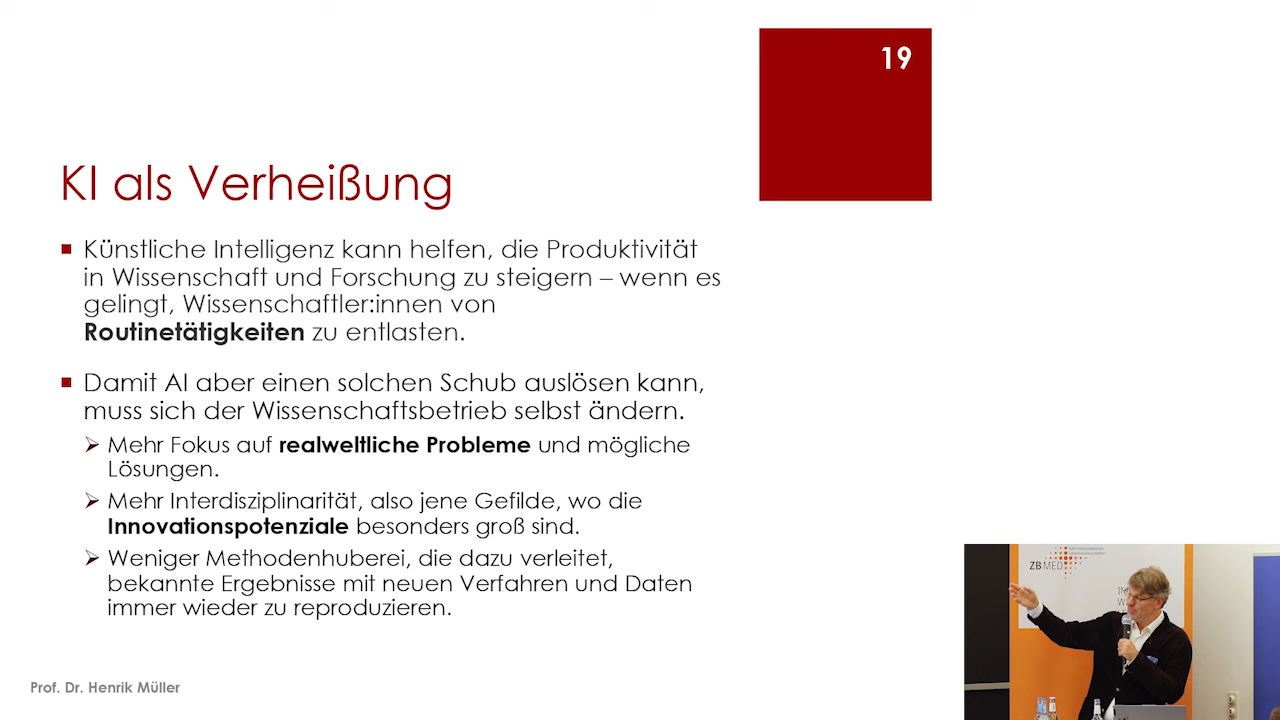 19
KI als Verheißung
Künstliche Intelligenz kann helfen, die Produktivität
in Wissenschaft und Forschung zu steigern – wenn es
gelingt, Wissenschaftler:innen von
Routinetätigkeiten zu entlasten.
Damit AI aber einen solchen Schub auslösen kann,
muss sich der Wissenschaftsbetrieb selbst ändern.
Mehr Fokus auf realweltliche Probleme und mögliche
Lösungen.
Mehr Interdisziplinarität, also jene Gefilde, wo die
Innovationspotenziale besonders groß sind.
Weniger Methodenhuberei, die dazu verleitet,
bekannte Ergebnisse mit neuen Verfahren und Daten
immer wieder zu reproduzieren.
Prof. Dr. Henrik Müller
ZB MED